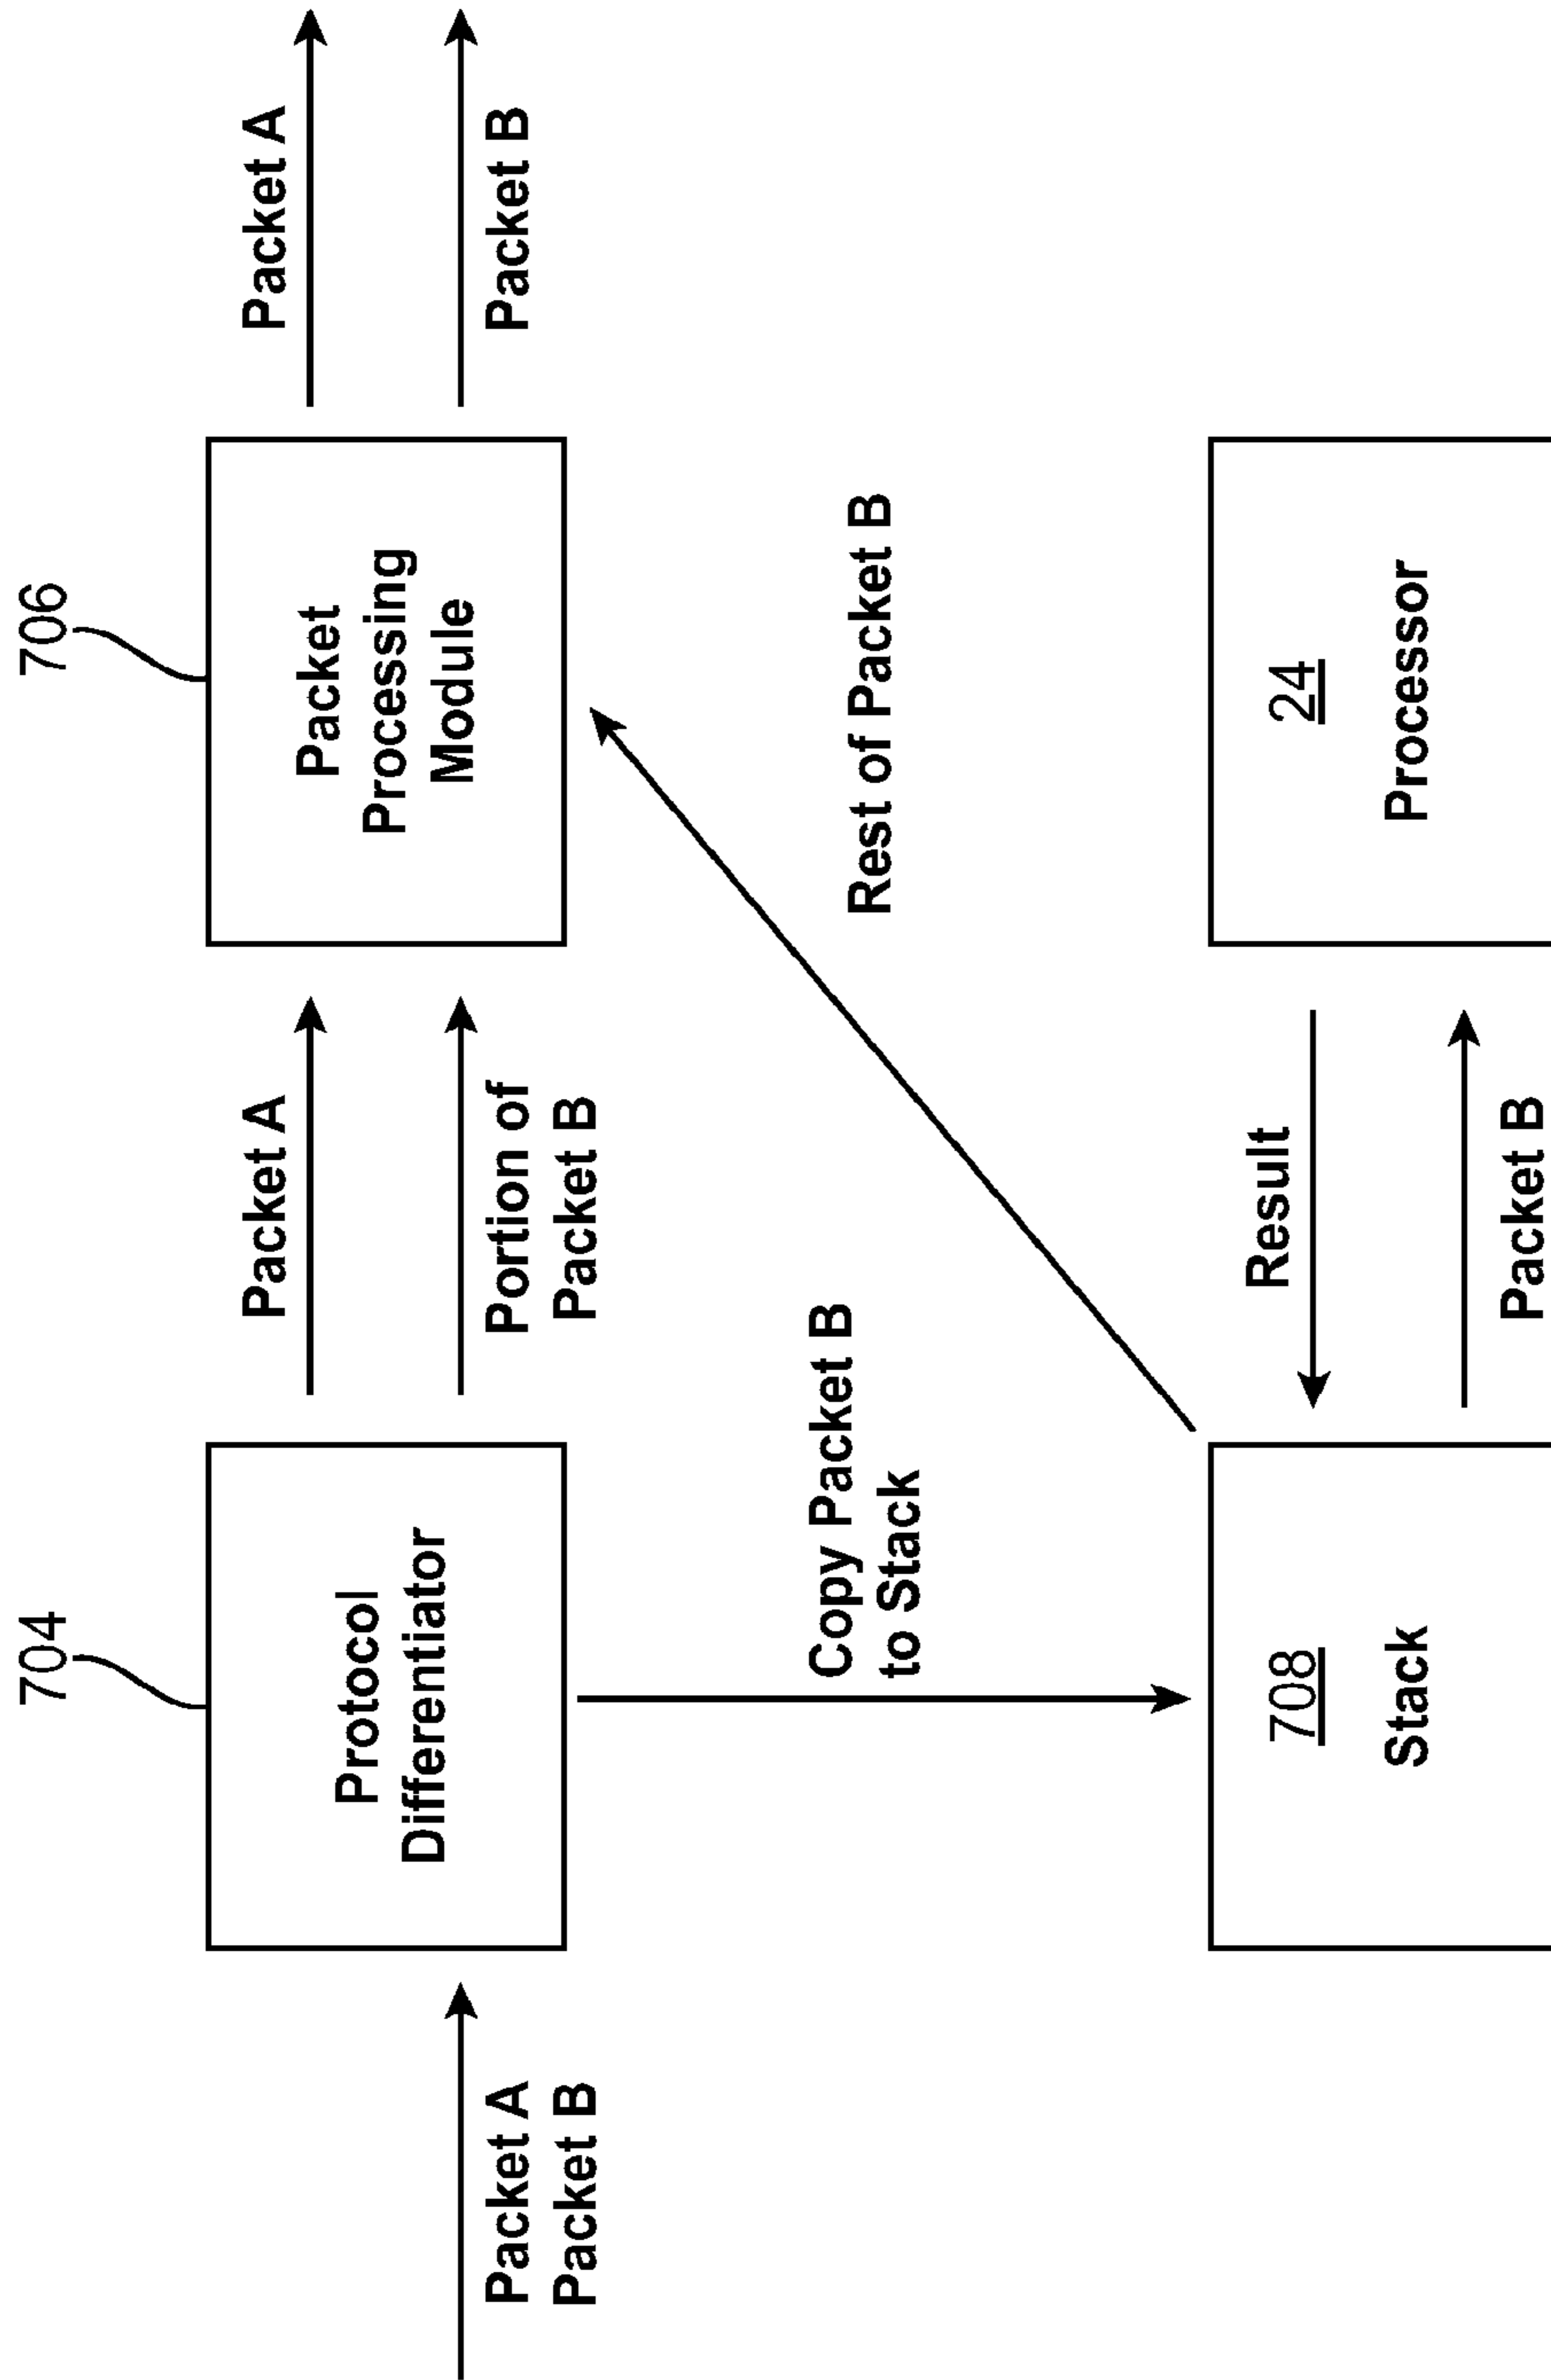 704
706
Packet A
Packet B
Protocol
Differentiator
Packet A
Portion of
Packet B
Packet
Processing
Module
Packet A
Packet B
Copy Packet B
to Stack
Rest of Packet B
708
Stack
Result
Packet B
24
Processor